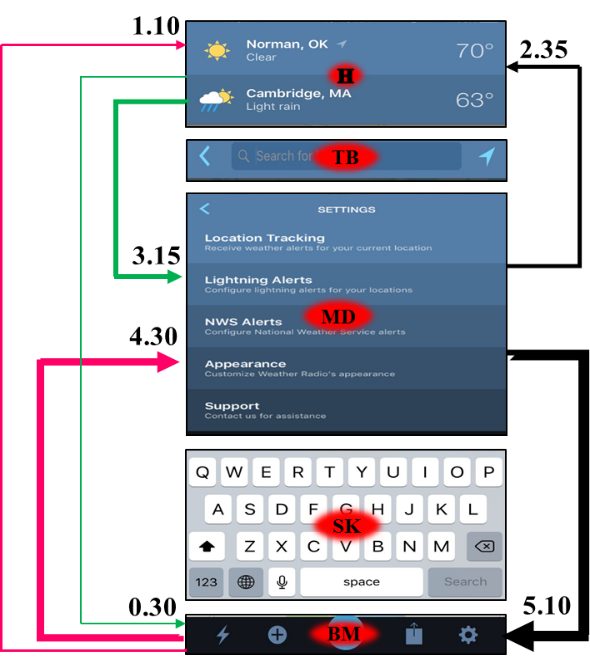 1.10
Norman, OK
Clear
70°
2.35
H
Cambridge, MA
Light rain
63°
Search for
TB
SETTINGS
Location Tracking
Receive weather alerts for your current location
3.15
Lightning Alerts
Configure lightning alerts for your locations
MD
NWS Alerts
Configure National Weather Service alerts
4.30
Appearance
Customize Weather Radio's appearance
Support
Contact us for assistance
Q W E R T Y U I O P
A S D F G H J K L
SK
Z X C V B N M
123 space Search
0.30
BM
5.10